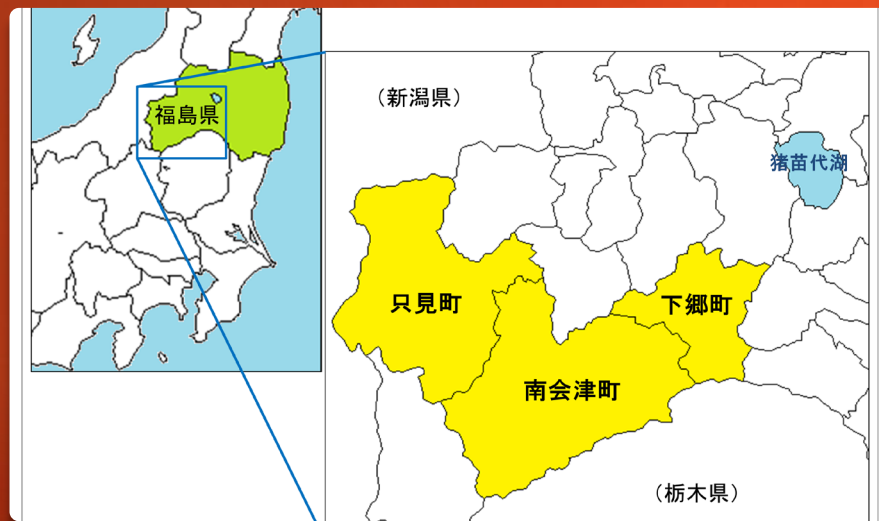 福島県
（新潟県）
猪苗代湖
只見町
下郷町
南会津町
（栃木県）